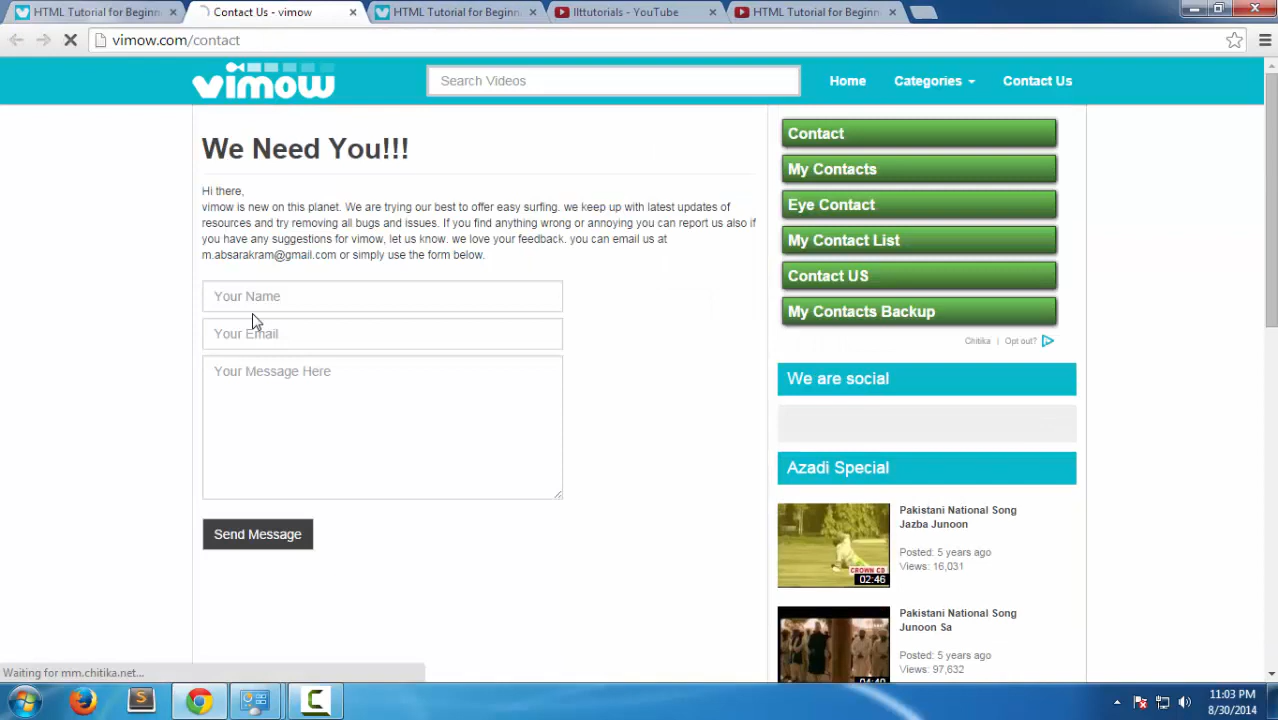 HTML Tutorial for Beginn
Contact Us - vimow
HTML Tutorial for Beginn
Ilttutorials - YouTube
HTML Tutorial for Beginn
vimow.com/contact
vimow
Search Videos
Home
Categories
Contact Us
We Need You!!!
Hi there,
vimow is new on this planet. We are trying our best to offer easy surfing. we keep up with latest updates of
resources and try removing all bugs and issues. If you find anything wrong or annoying you can report us also if
you have any suggestions for vimow, let us know. we love your feedback. you can email us at
m.absarakram@gmail.com or simply use the form below.
Your Name
Your Email
Your Message Here
Send Message
Contact
My Contacts
Eye Contact
My Contact List
Contact US
My Contacts Backup
Chitika | Opt out?
We are social
Azadi Special
CROWN CD
02:46
Pakistani National Song
Jazba Junoon
Posted: 5 years ago
Views: 16,031
Pakistani National Song
Junoon Sa
Posted: 5 years ago
Views: 97,632
Waiting for mm.chitika.net...
11:03 PM
8/30/2014